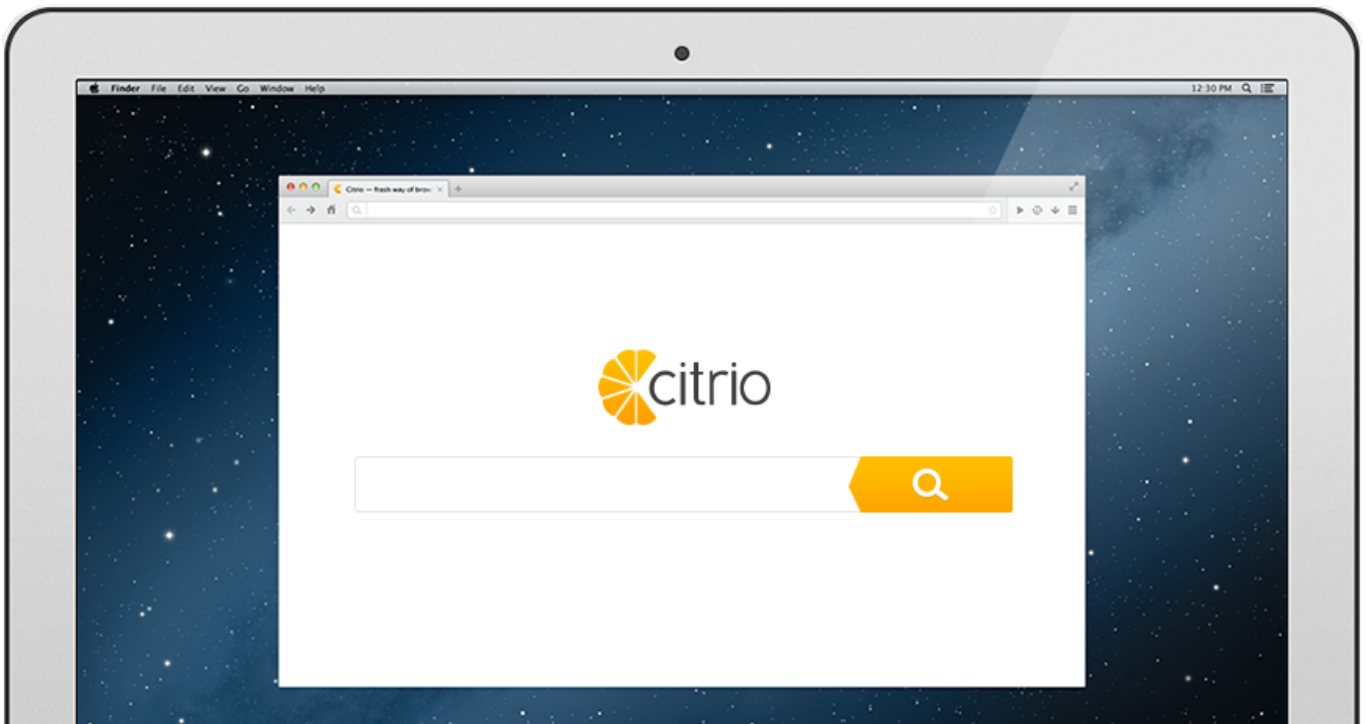 Finder File Edit View Go Window Help 12:30 PM
Citrio — fresh way of brow
citrio